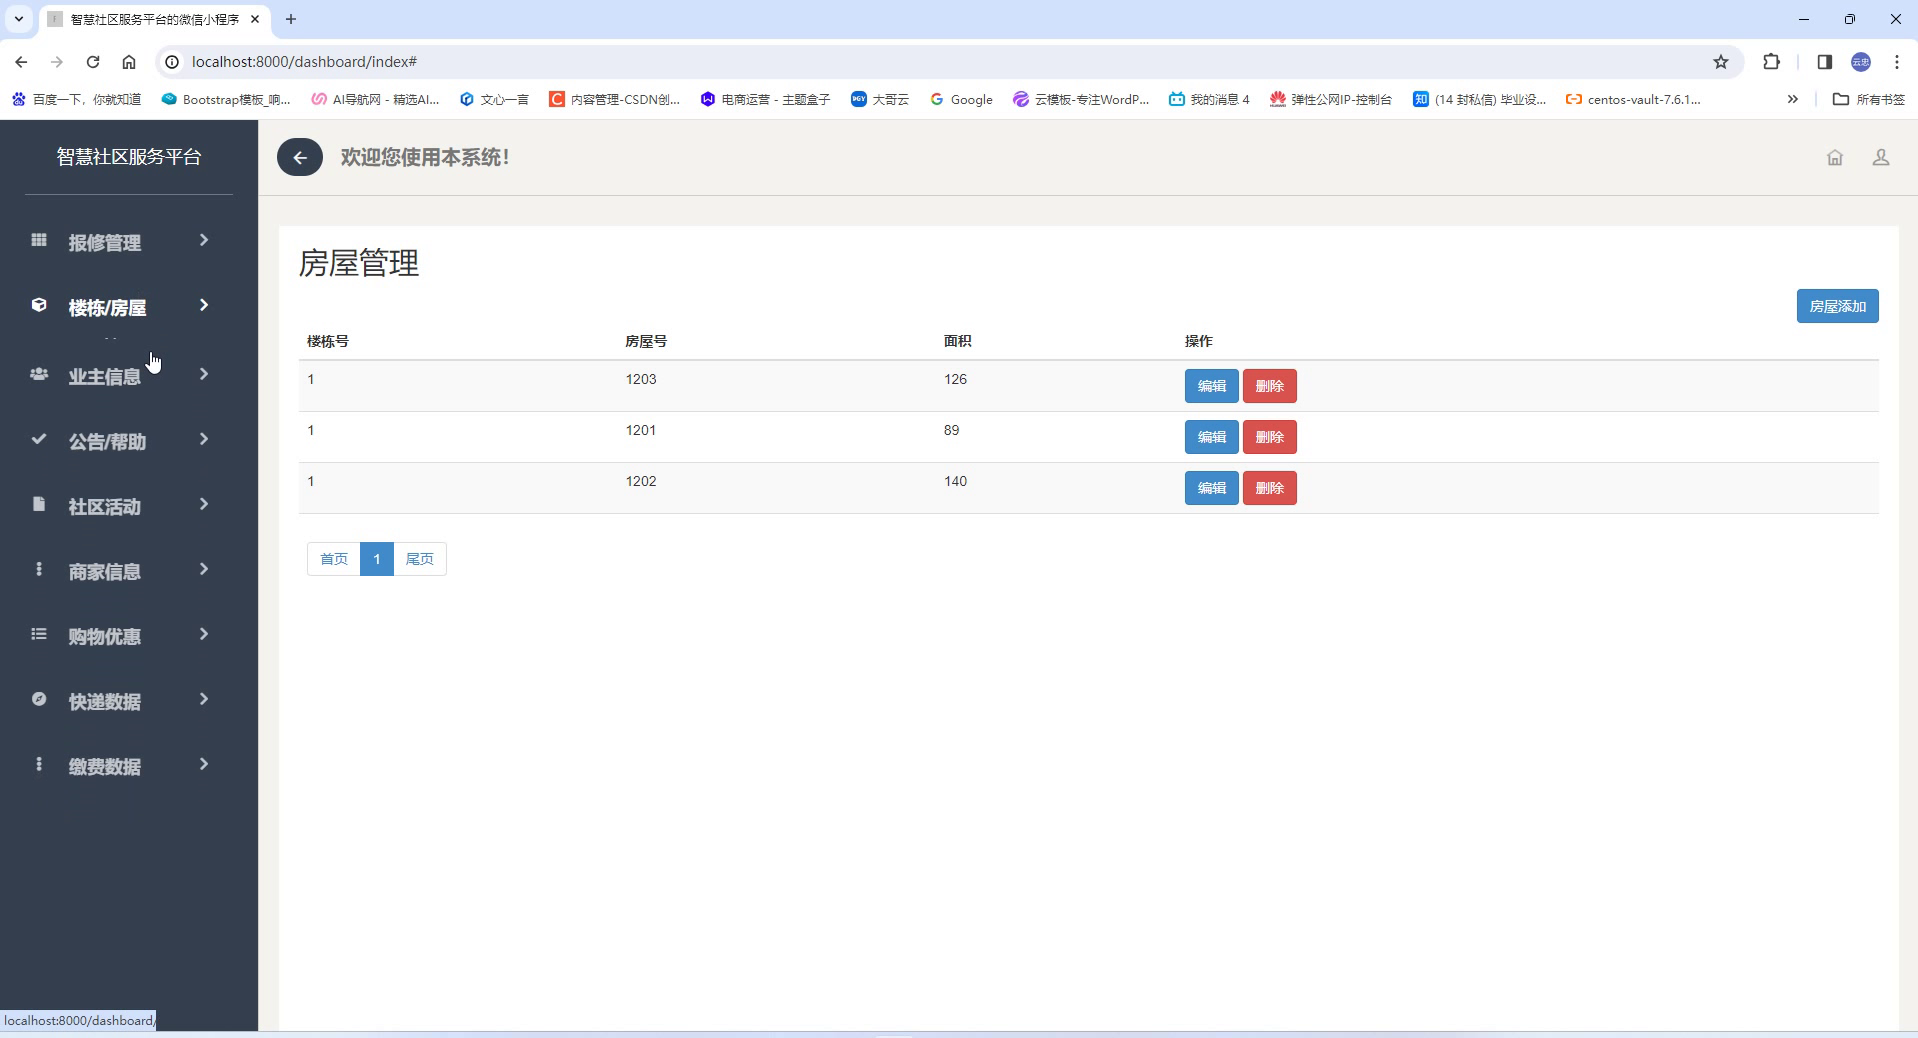 智慧社区服务平台的微信小程序
localhost:8000/dashboard/index#
云忠
百度一下，你就知道
Bootstrap模板_响...
AI导航网 - 精选AI...
文心一言
内容管理-CSDN创...
电商运营 - 主题盒子
大哥云
Google
云模板-专注WordP...
我的消息 4
弹性公网IP-控制台
知
(14 封私信) 毕业设...
centos-vault-7.6.1...
所有书签
智慧社区服务平台
欢迎您使用本系统！
报修管理
楼栋/房屋
业主信息
公告/帮助
社区活动
商家信息
购物优惠
快递数据
缴费数据
房屋管理
房屋添加
楼栋号 房屋号 面积 操作
1 1203 126 编辑 删除
1 1201 89 编辑 删除
1 1202 140 编辑 删除
首页 1 尾页
localhost:8000/dashboard/